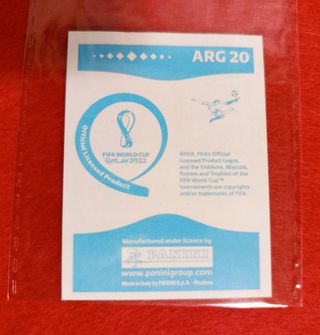 ARG 20
Official Licensed Product
FIFA WORLD CUP
Qatar2022
©FIFA, FIFA's Official
Licensed Product Logos,
and the Emblems, Mascots,
Posters and Trophies of the
FIFA World Cup™
tournaments are copyrights
and/or trademarks of FIFA.
Manufactured under licence by
PANINI
www.paninigroup.com
Made in Italy by PANINI S.p.A. - Modena